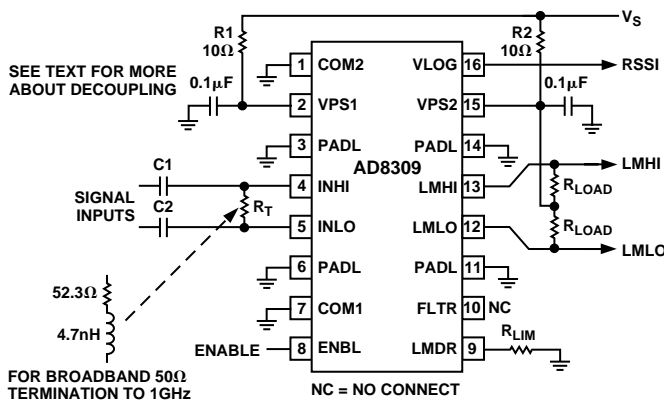 V_S
R1
10Ω
R2
10Ω
SEE TEXT FOR MORE
ABOUT DECOUPLING
0.1μF
0.1μF
1 COM2
VLOG 16
RSSI
2 VPS1
VPS2 15
3 PADL
PADL 14
AD8309
C1
SIGNAL
INPUTS
C2
R_T
4 INHI
LMHI 13
LMHI
R_LOAD
5 INLO
LMLO 12
R_LOAD
LMLO
6 PADL
PADL 11
52.3Ω
4.7nH
7 COM1
FLTR 10 NC
ENABLE
8 ENBL
LMDR 9
R_LIM
FOR BROADBAND 50Ω
TERMINATION TO 1GHz
NC = NO CONNECT